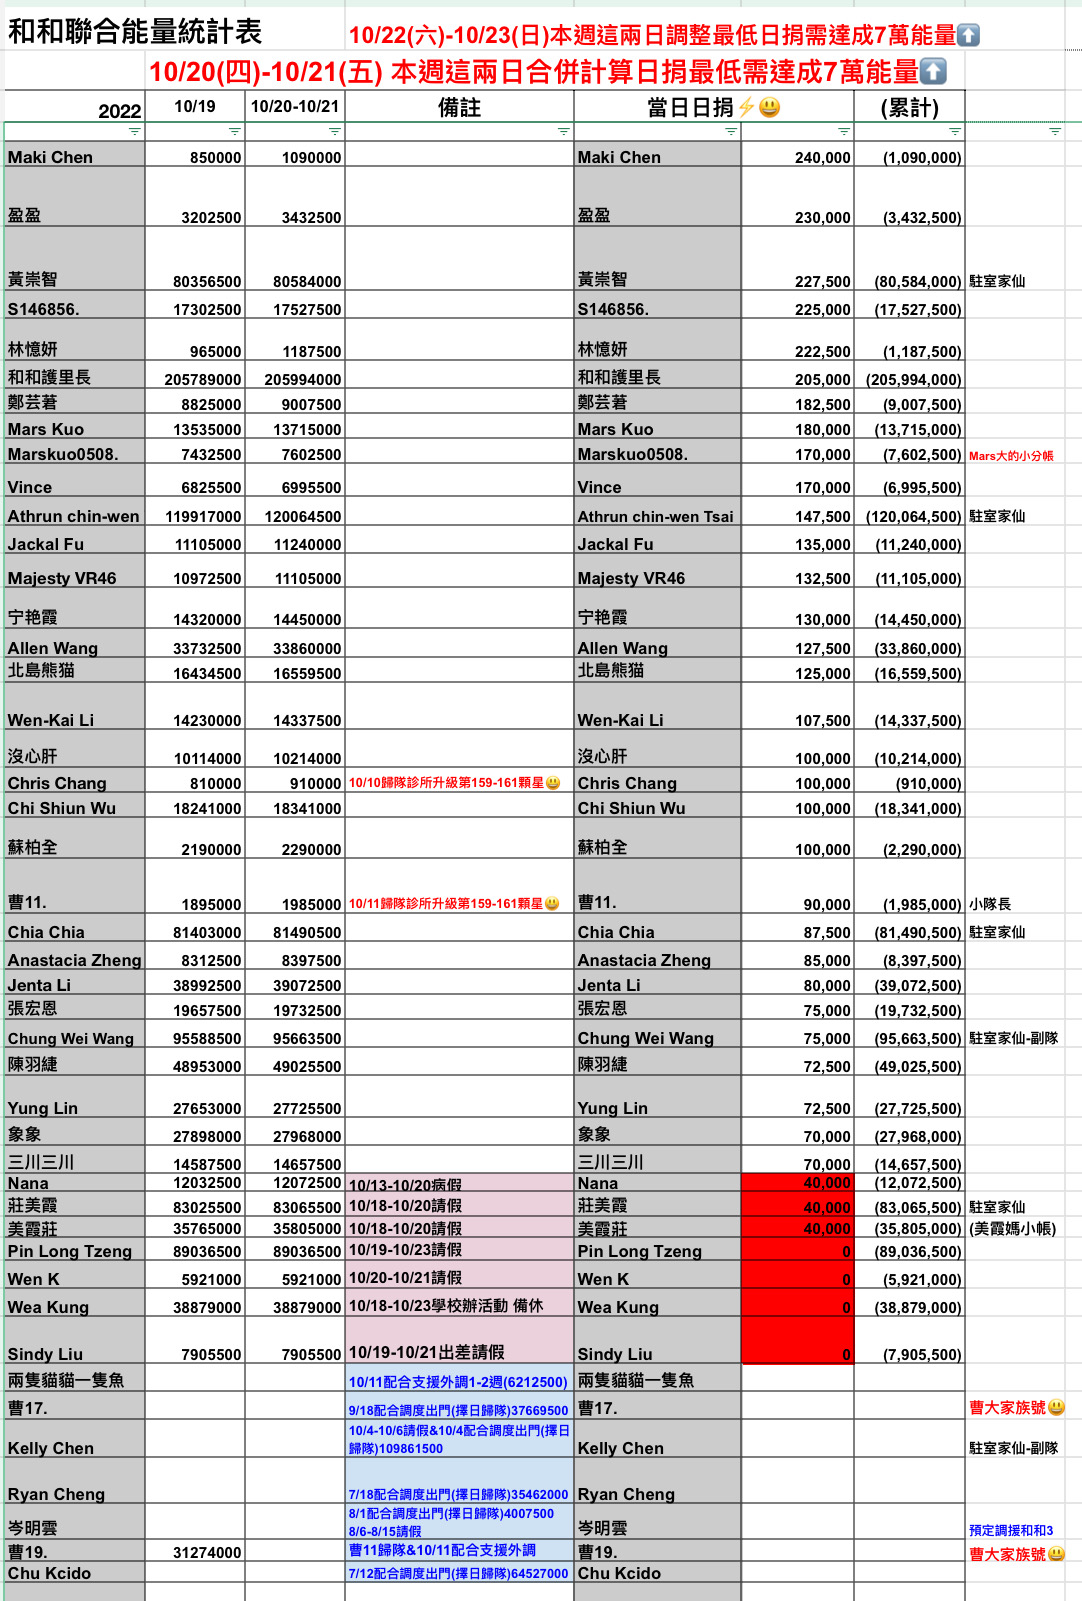 和和聯合能量統計表 10/22(六)-10/23(日)本週這兩日調整最低日捐需達成7萬能量⬆️
10/20(四)-10/21(五) 本週這兩日合併計算日捐最低需達成7萬能量⬆️
2022 10/19 10/20-10/21 備註 當日日捐⚡😃 (累計)
Maki Chen 850000 1090000 Maki Chen 240,000 (1,090,000)
盈盈 3202500 3432500 盈盈 230,000 (3,432,500)
黃崇智 80356500 80584000 黃崇智 227,500 (80,584,000) 駐室家仙
S146856. 17302500 17527500 S146856. 225,000 (17,527,500)
林憶妍 965000 1187500 林憶妍 222,500 (1,187,500)
和和護里長 205789000 205994000 和和護里長 205,000 (205,994,000)
鄭芸莙 8825000 9007500 鄭芸莙 182,500 (9,007,500)
Mars Kuo 13535000 13715000 Mars Kuo 180,000 (13,715,000)
Marskuo0508. 7432500 7602500 Marskuo0508. 170,000 (7,602,500) Mars大的小分帳
Vince 6825500 6995500 Vince 170,000 (6,995,500)
Athrun chin-wen 119917000 120064500 Athrun chin-wen Tsai 147,500 (120,064,500) 駐室家仙
Jackal Fu 11105000 11240000 Jackal Fu 135,000 (11,240,000)
Majesty VR46 10972500 11105000 Majesty VR46 132,500 (11,105,000)
宁艳霞 14320000 14450000 宁艳霞 130,000 (14,450,000)
Allen Wang 33732500 33860000 Allen Wang 127,500 (33,860,000)
北島熊猫 16434500 16559500 北島熊猫 125,000 (16,559,500)
Wen-Kai Li 14230000 14337500 Wen-Kai Li 107,500 (14,337,500)
沒心肝 10114000 10214000 沒心肝 100,000 (10,214,000)
Chris Chang 810000 910000 10/10歸隊診所升級第159-161顆星😃 Chris Chang 100,000 (910,000)
Chi Shiun Wu 18241000 18341000 Chi Shiun Wu 100,000 (18,341,000)
蘇柏全 2190000 2290000 蘇柏全 100,000 (2,290,000)
曹11. 1895000 1985000 10/11歸隊診所升級第159-161顆星😃 曹11. 90,000 (1,985,000) 小隊長
Chia Chia 81403000 81490500 Chia Chia 87,500 (81,490,500) 駐室家仙
Anastacia Zheng 8312500 8397500 Anastacia Zheng 85,000 (8,397,500)
Jenta Li 38992500 39072500 Jenta Li 80,000 (39,072,500)
張宏恩 19657500 19732500 張宏恩 75,000 (19,732,500)
Chung Wei Wang 95588500 95663500 Chung Wei Wang 75,000 (95,663,500) 駐室家仙-副隊
陳羽緁 48953000 49025500 陳羽緁 72,500 (49,025,500)
Yung Lin 27653000 27725500 Yung Lin 72,500 (27,725,500)
象象 27898000 27968000 象象 70,000 (27,968,000)
三川三川 14587500 14657500 三川三川 70,000 (14,657,500)
Nana 12032500 12072500 10/13-10/20病假 Nana 40,000 (12,072,500)
莊美霞 83025500 83065500 10/18-10/20請假 莊美霞 40,000 (83,065,500) 駐室家仙
美霞莊 35765000 35805000 10/18-10/20請假 美霞莊 40,000 (35,805,000) (美霞媽小帳)
Pin Long Tzeng 89036500 89036500 10/19-10/23請假 Pin Long Tzeng 0 (89,036,500)
Wen K 5921000 5921000 10/20-10/21請假 Wen K 0 (5,921,000)
Wea Kung 38879000 38879000 10/18-10/23學校辦活動 備休 Wea Kung 0 (38,879,000)
Sindy Liu 7905500 7905500 10/19-10/21出差請假 Sindy Liu 0 (7,905,500)
兩隻貓貓一隻魚 10/11配合支援外調1-2週(6212500) 兩隻貓貓一隻魚
曹17. 9/18配合調度出門(擇日歸隊)37669500 曹17. 曹大家族號😃
Kelly Chen 10/4-10/6請假&10/4配合調度出門(擇日
歸隊)109861500 Kelly Chen 駐室家仙-副隊
Ryan Cheng 7/18配合調度出門(擇日歸隊)35462000 Ryan Cheng
8/1配合調度出門(擇日歸隊)4007500
岑明雲 8/6-8/15請假 岑明雲 預定調援和和3
曹19. 31274000 曹11歸隊&10/11配合支援外調 曹19. 曹大家族號😃
Chu Kcido 7/12配合調度出門(擇日歸隊)64527000 Chu Kcido